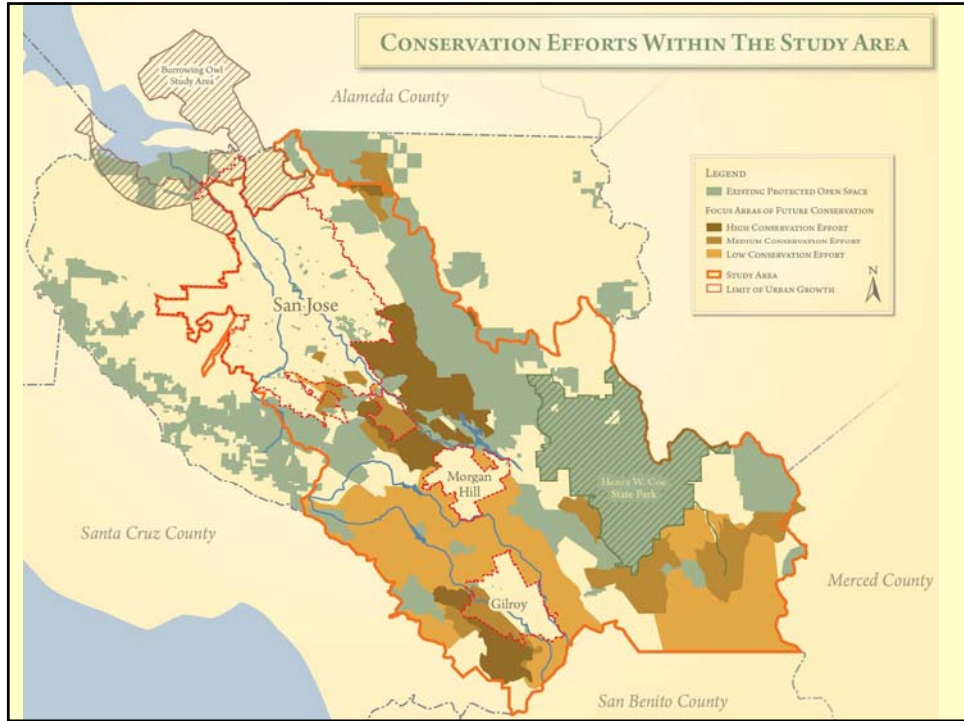 CONSERVATION EFFORTS WITHIN THE STUDY AREA
Burrowing Owl
Study Area
Alameda County
LEGEND
EXISTING PROTECTED OPEN SPACE
FOCUS AREAS OF FUTURE CONSERVATION
HIGH CONSERVATION EFFORT
MEDIUM CONSERVATION EFFORT
LOW CONSERVATION EFFORT
STUDY AREA
LIMIT OF URBAN GROWTH
N
San Jose
Morgan
Hill
Henry W. Coe
State Park
Santa Cruz County
Merced County
Gilroy
San Benito County